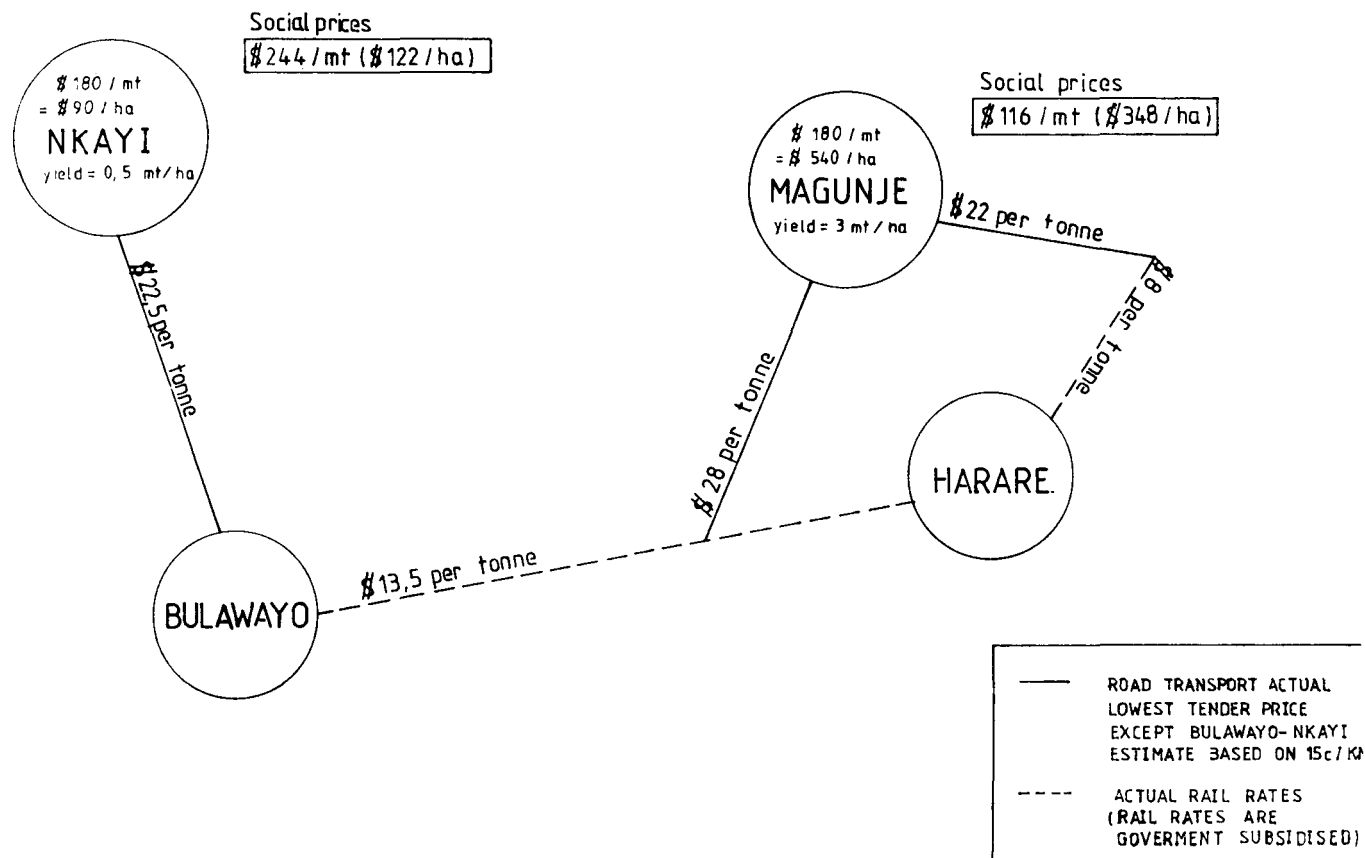 Social prices
$244/mt ($122/ha)
$180/mt
= $90/ha
NKAYI
yield = 0,5 mt/ha
Social prices
$116/mt ($348/ha)
$180/mt
= $540/ha
MAGUNJE
yield = 3 mt/ha
$22 per tonne
$8 per tonne
$22,5 per tonne
$28 per tonne
HARARE.
$13,5 per tonne
BULAWAYO
ROAD TRANSPORT ACTUAL
LOWEST TENDER PRICE
EXCEPT BULAWAYO-NKAYI
ESTIMATE BASED ON 15c/
ACTUAL RAIL RATES
(RAIL RATES ARE
GOVERMENT SUBSIDISED)